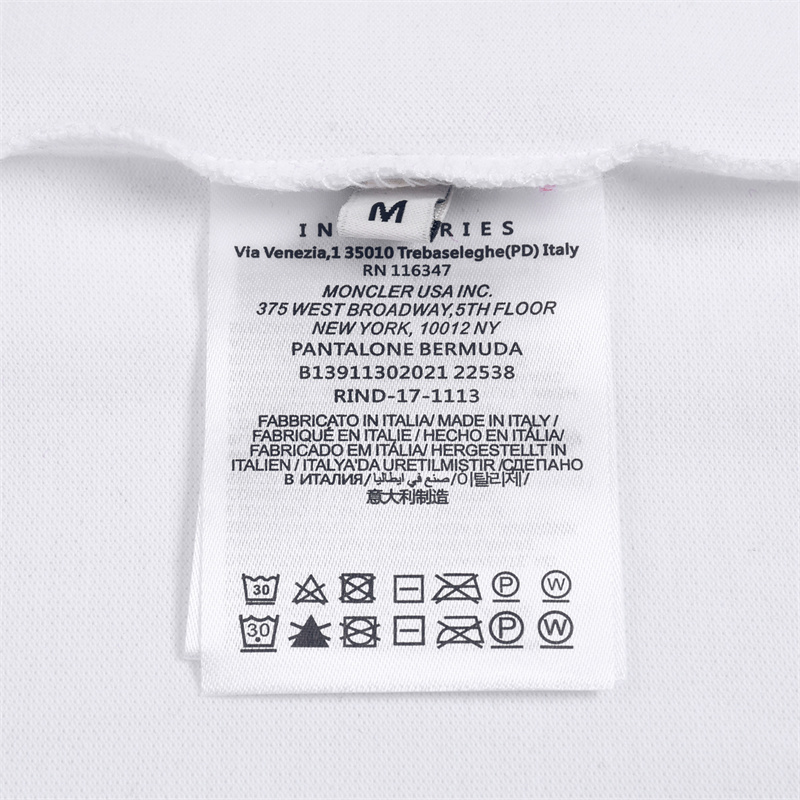 M
IN RIES
Via Venezia,1 35010 Trebaseleghe(PD) Italy
RN 116347
MONCLER USA INC.
375 WEST BROADWAY,5TH FLOOR
NEW YORK, 10012 NY
PANTALONE BERMUDA
B13911302021 22538
RIND-17-1113
FABBRICATO IN ITALIA/ MADE IN ITALY /
FABRIQUÉ EN ITALIE / HECHO EN ITALIA/
FABRICADO EM ITALIA/ HERGESTELLT IN
ITALIEN / ITALYA'DA URETILMISTIR /СДЕПАНО
В ИТАЛИЯ/ صنع في ايطاليا /이탈리제/
意大利制造
30 P W
30 P W